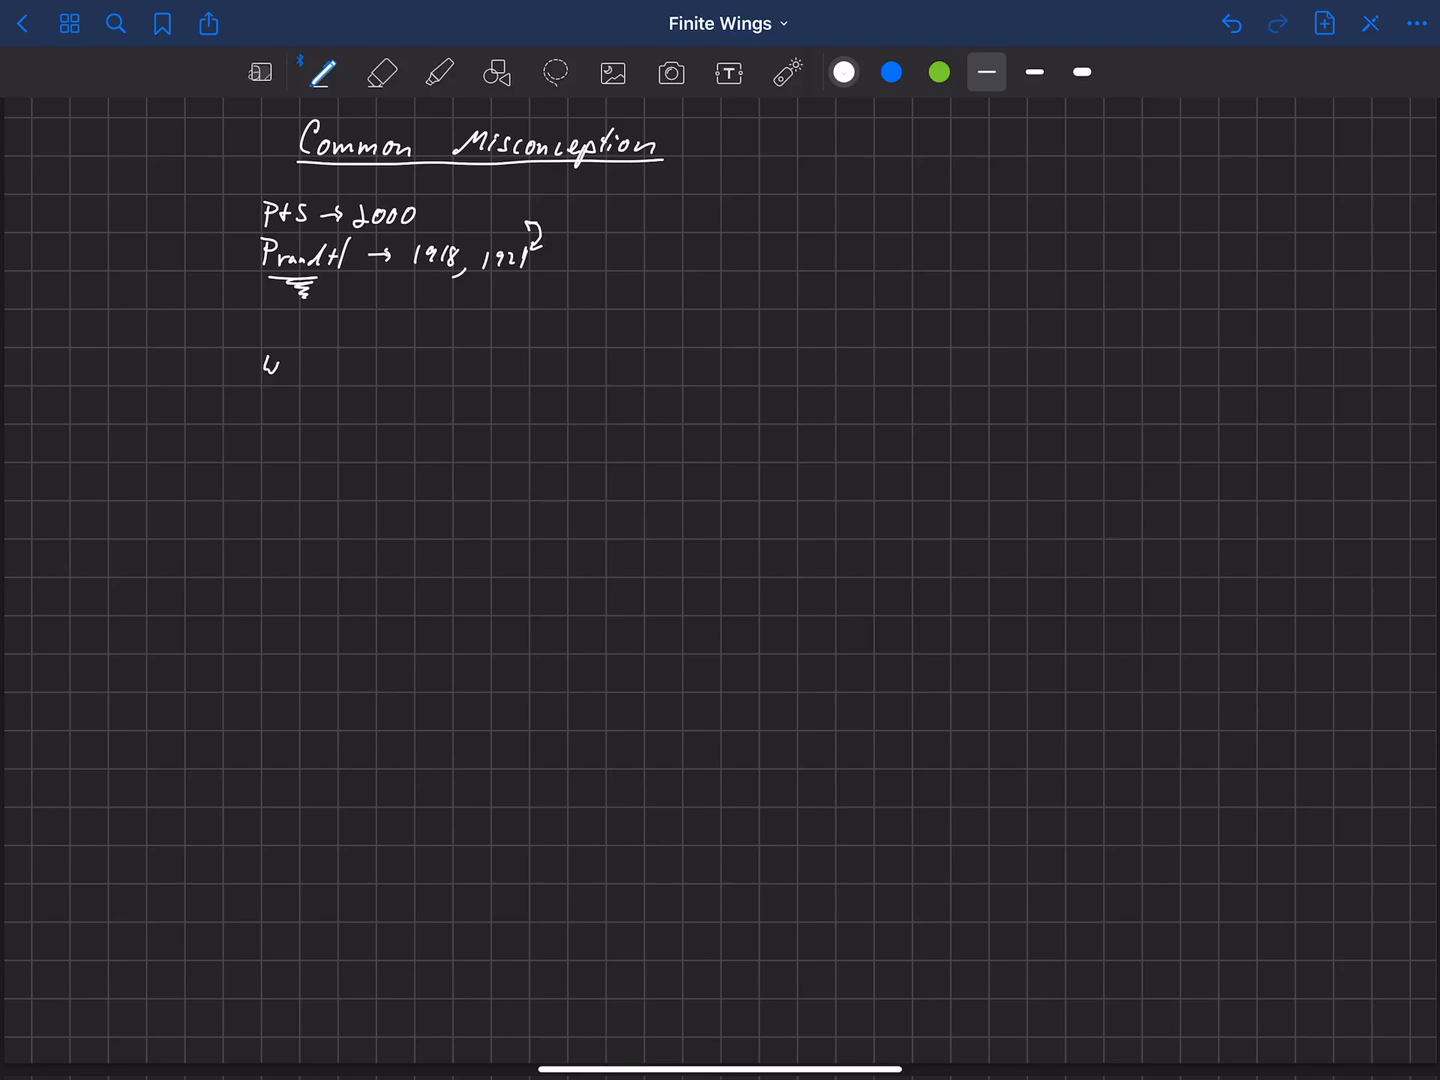 Finite Wings
Common Misconception
P+S → 2000
Prandtl → 1918, 1921
W